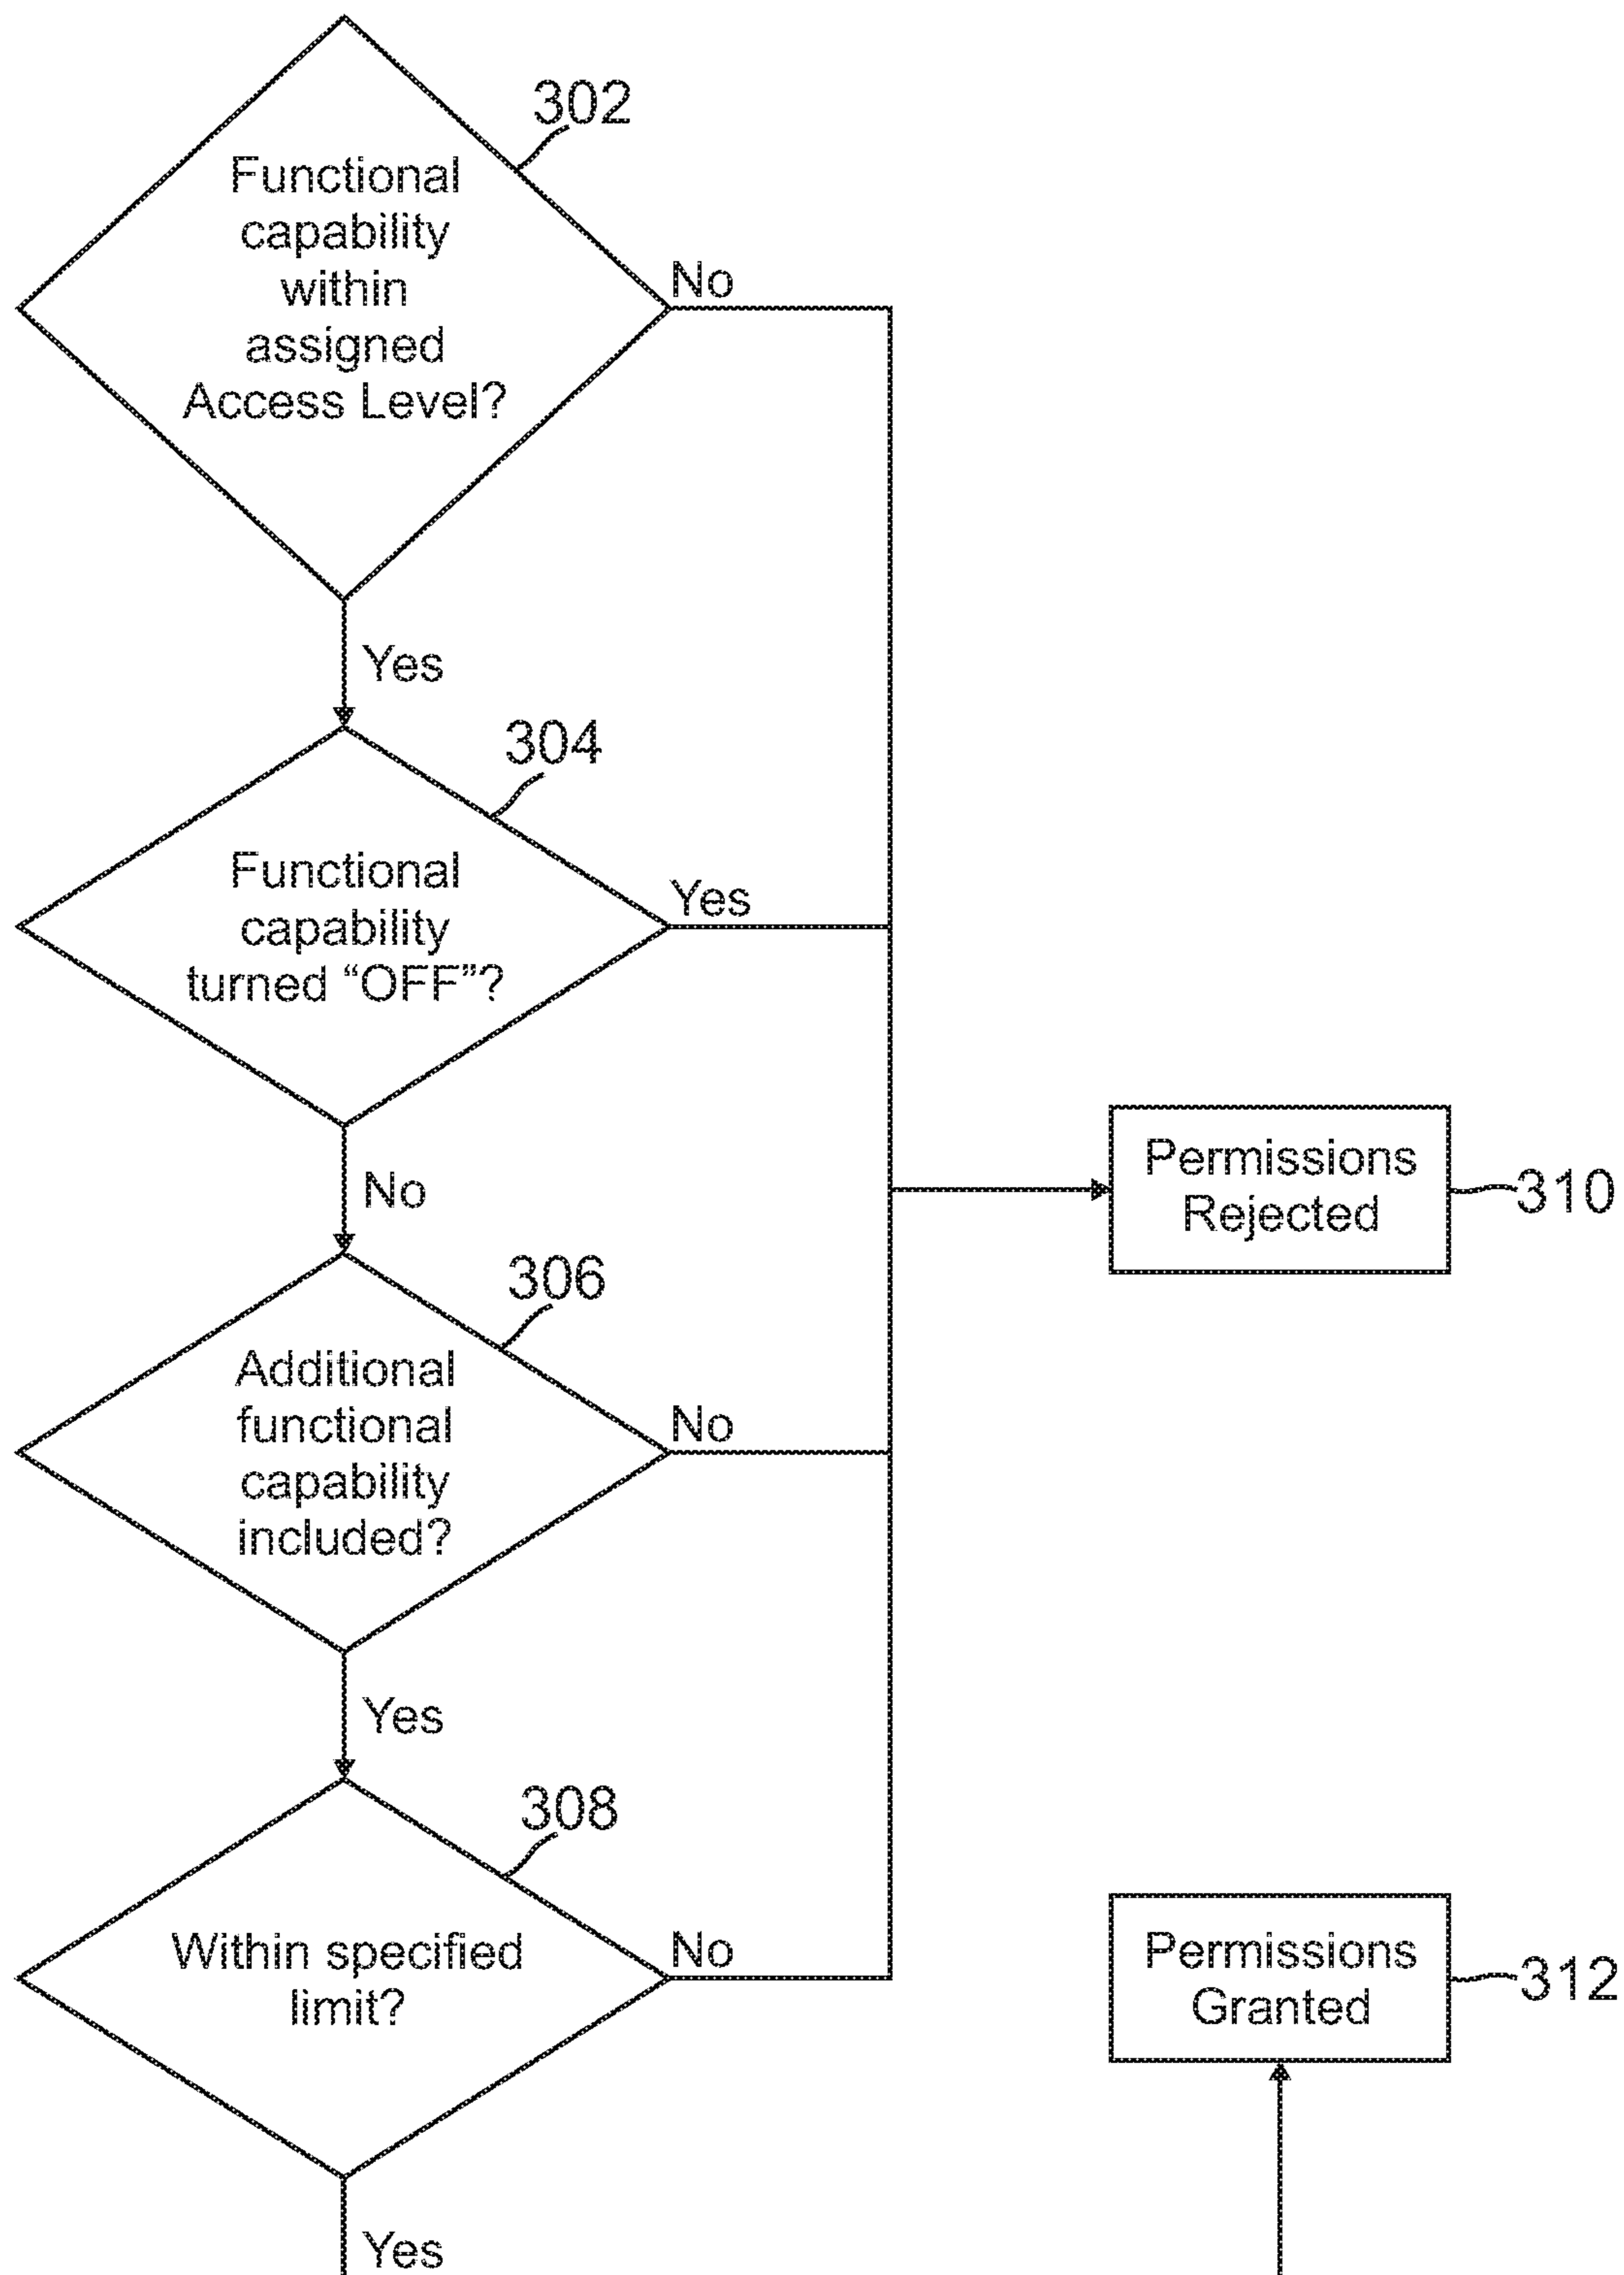 302
Functional
capability
within
assigned
Access Level?
No
Yes
304
Functional
capability
turned “OFF”?
Yes
No
Permissions
Rejected
310
306
Additional
functional
capability
included?
No
Yes
308
Within specified
limit?
No
Permissions
Granted
312
Yes